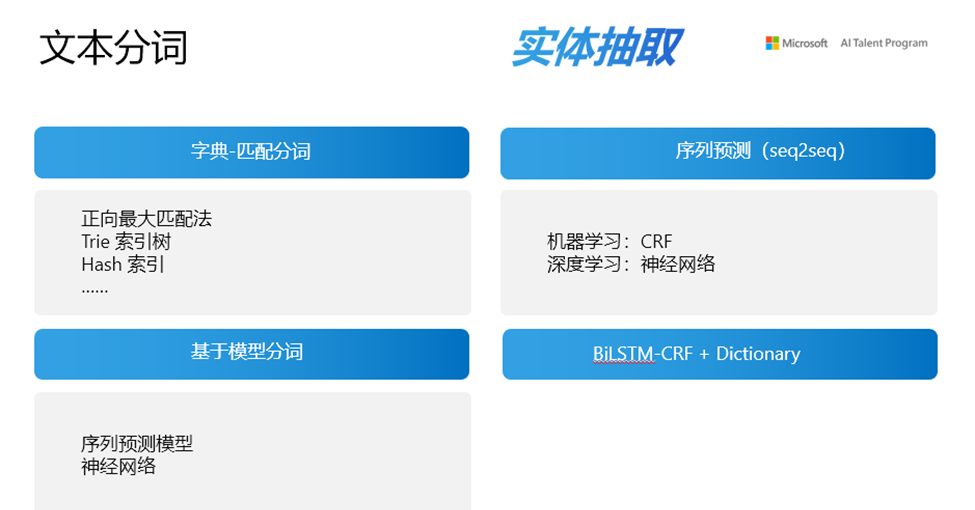 文本分词
实体抽取
Microsoft AI Talent Program
字典-匹配分词
正向最大匹配法
Trie 索引树
Hash 索引
……
基于模型分词
序列预测模型
神经网络
序列预测（seq2seq）
机器学习：CRF
深度学习：神经网络
BiLSTM-CRF + Dictionary